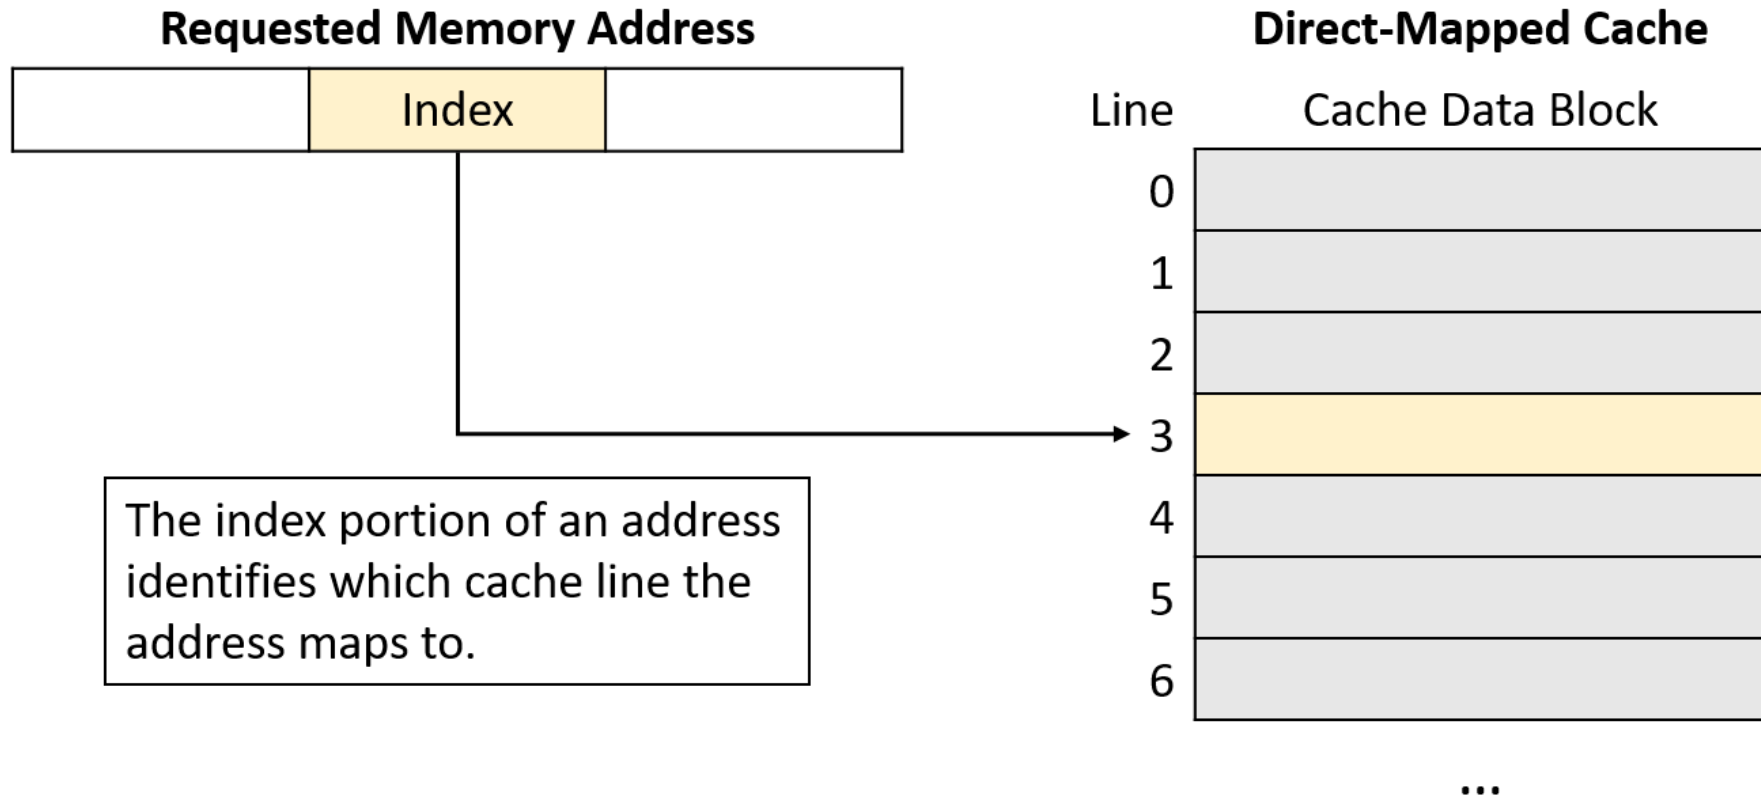 Requested Memory Address
Index
The index portion of an address
identifies which cache line the
address maps to.
Direct-Mapped Cache
Line Cache Data Block
0
1
2
3
4
5
6
...